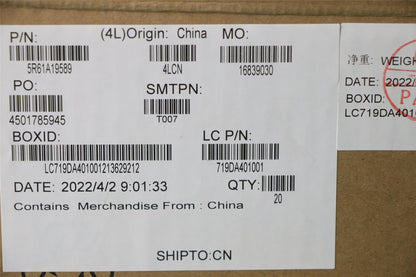 P/N:
(4L)Origin: China
MO:
5R61A19589
4LCN
16839030
PO:
SMTPN:
4501785945
T007
BOXID:
LC P/N:
LC719DA401001213629212
719DA401001
DATE: 2022/4/2 9:01:33
QTY:
20
Contains Merchandise From : China
SHIPTO:CN
净重: WEIGH
DATE: 2022/
BOXID:
LC719DA401